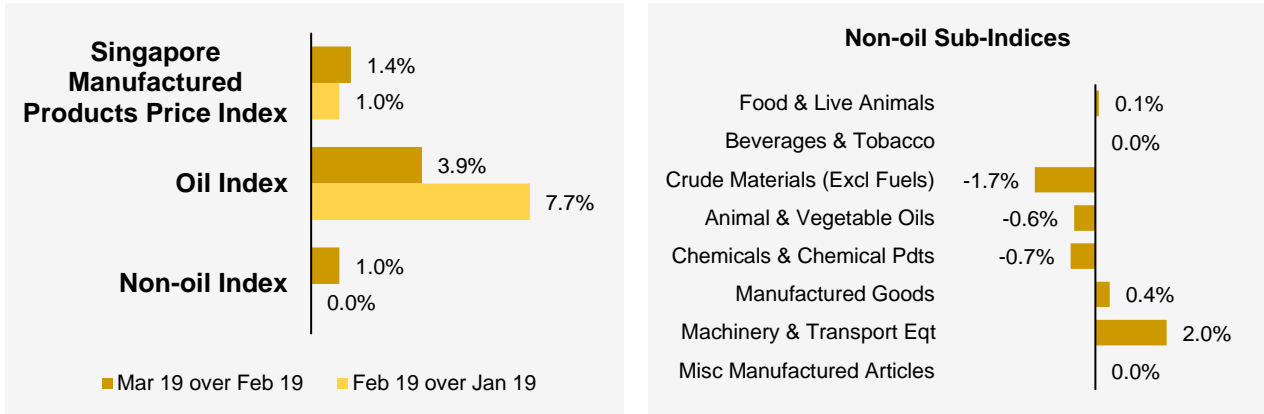 Singapore
Manufactured
Products Price Index
1.4%
1.0%
Oil Index
3.9%
7.7%
Non-oil Index
1.0%
0.0%
Mar 19 over Feb 19
Feb 19 over Jan 19
Non-oil Sub-Indices
Food & Live Animals 0.1%
Beverages & Tobacco 0.0%
Crude Materials (Excl Fuels) -1.7%
Animal & Vegetable Oils -0.6%
Chemicals & Chemical Pdts -0.7%
Manufactured Goods 0.4%
Machinery & Transport Eqt 2.0%
Misc Manufactured Articles 0.0%